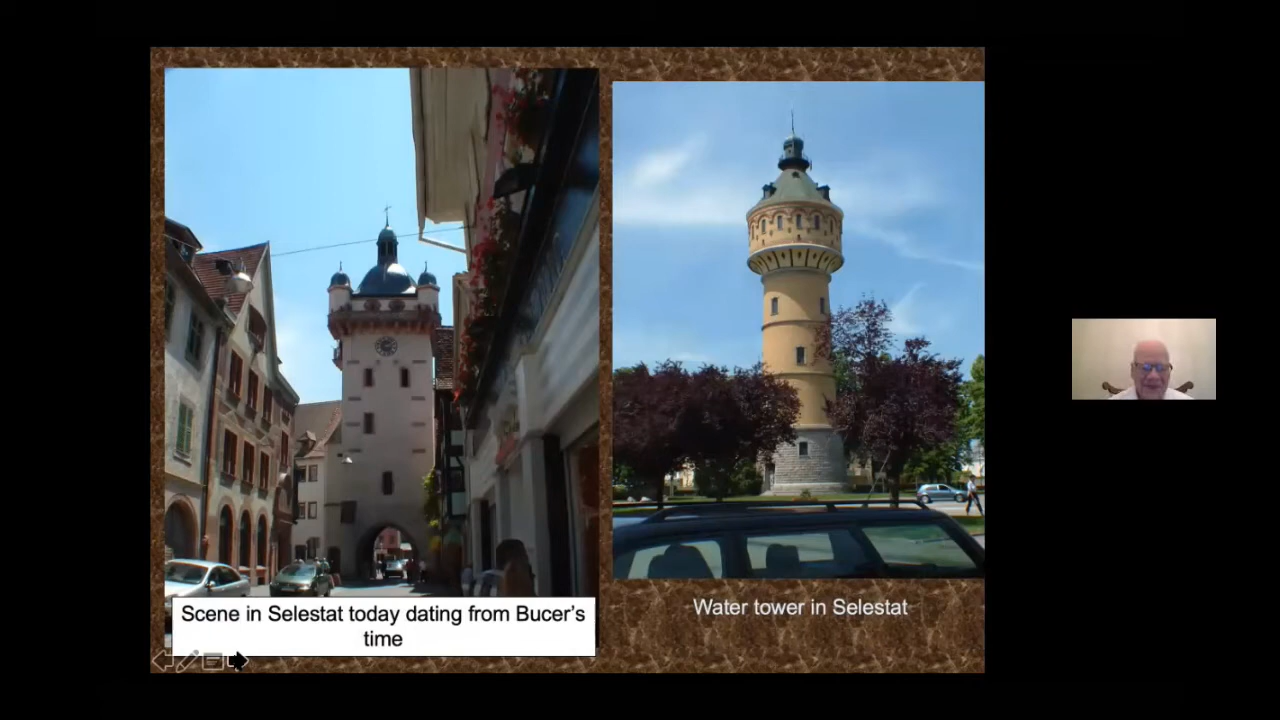 Scene in Selestat today dating from Bucer's
time
Water tower in Selestat